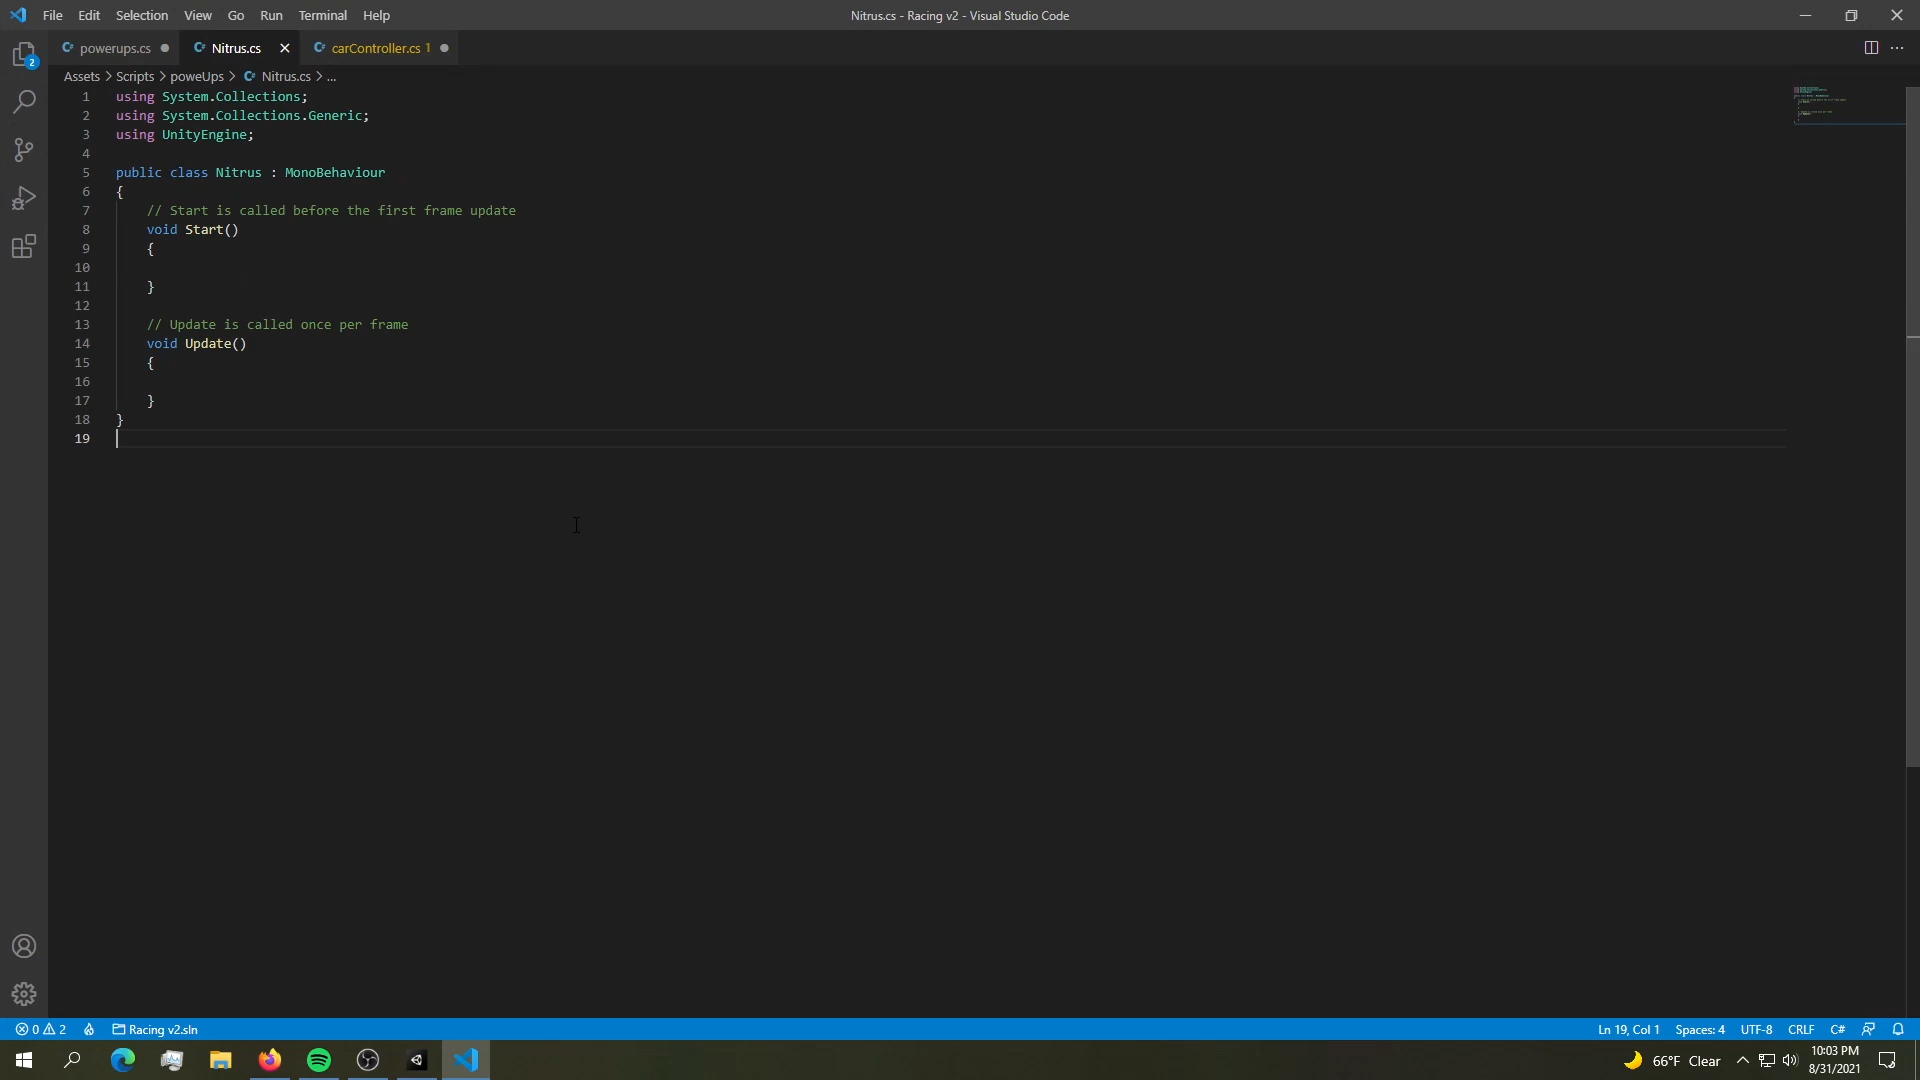 File Edit Selection View Go Run Terminal Help
Nitrus.cs - Racing v2 - Visual Studio Code
powerups.cs
Nitrus.cs
carController.cs 1
2
Assets > Scripts > poweUps > Nitrus.cs > ...
1 using System.Collections;
2 using System.Collections.Generic;
3 using UnityEngine;
4
5 public class Nitrus : MonoBehaviour
6 {
7 // Start is called before the first frame update
8 void Start()
9 {
10
11 }
12
13 // Update is called once per frame
14 void Update()
15 {
16
17 }
18 }
19
0 2 Racing v2.sln
Ln 19, Col 1 Spaces: 4 UTF-8 CRLF C#
66°F Clear
10:03 PM
8/31/2021